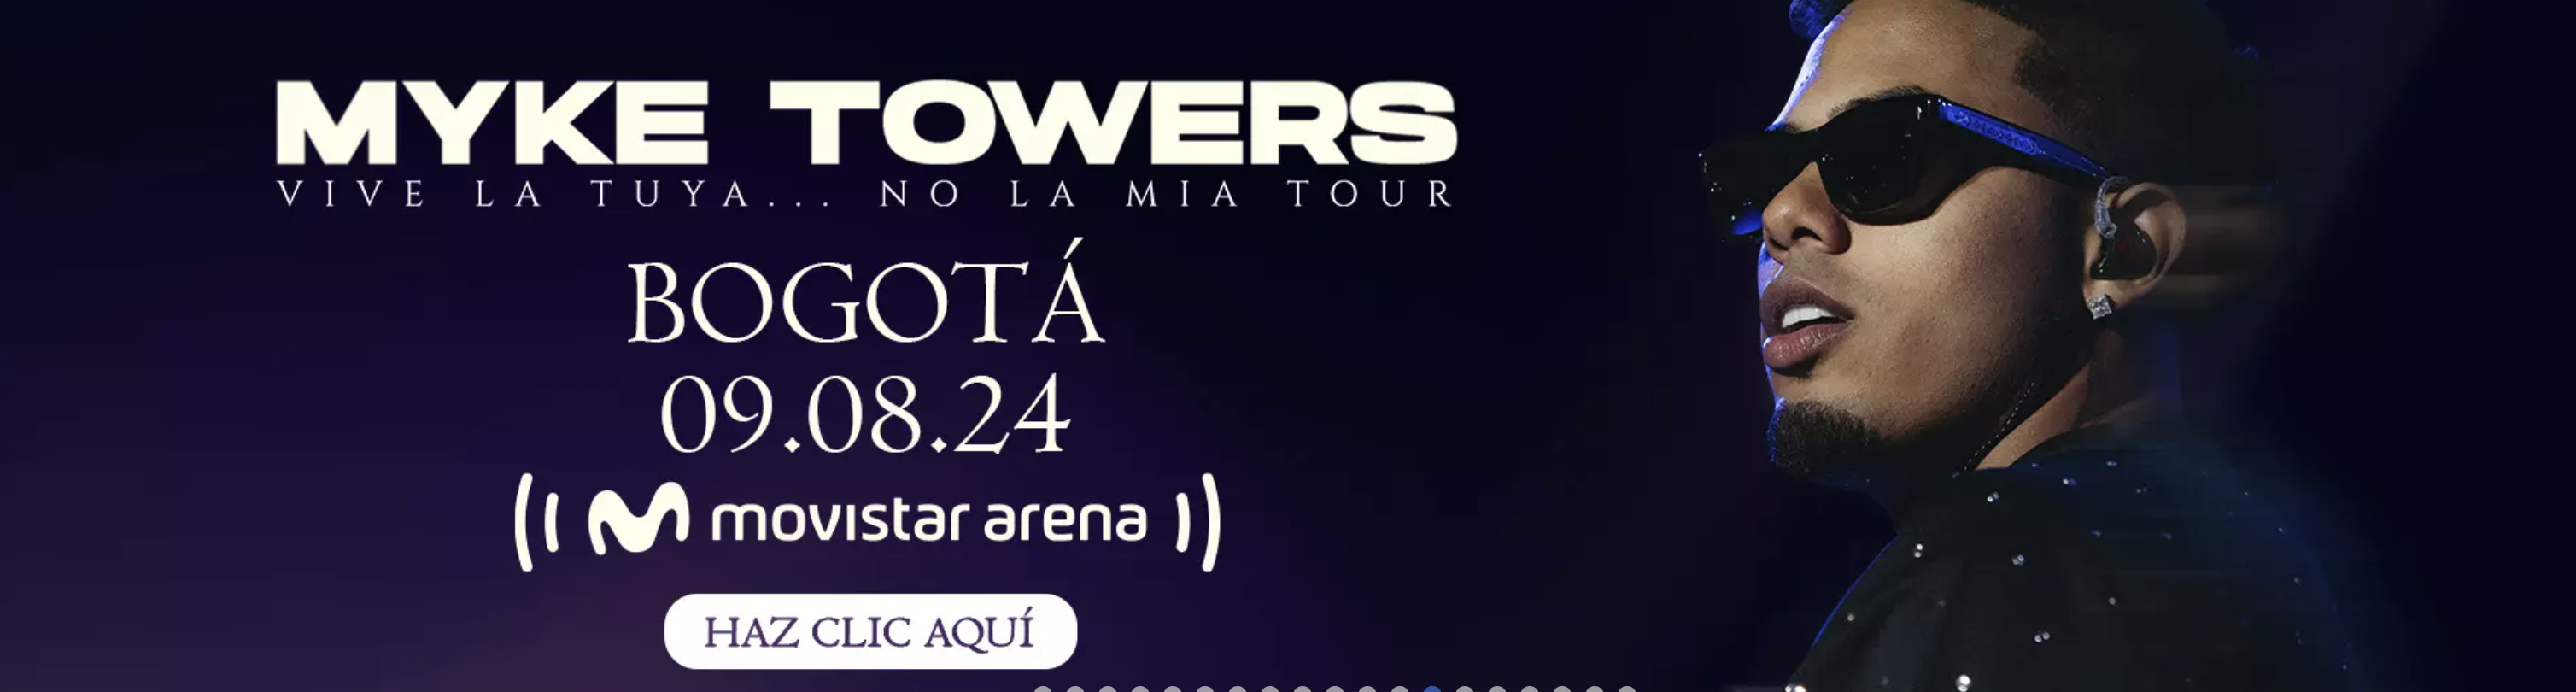 MYKE TOWERS
VIVE LA TUYA... NO LA MIA TOUR
BOGOTÁ
09.08.24
movistar arena
HAZ CLIC AQUÍ